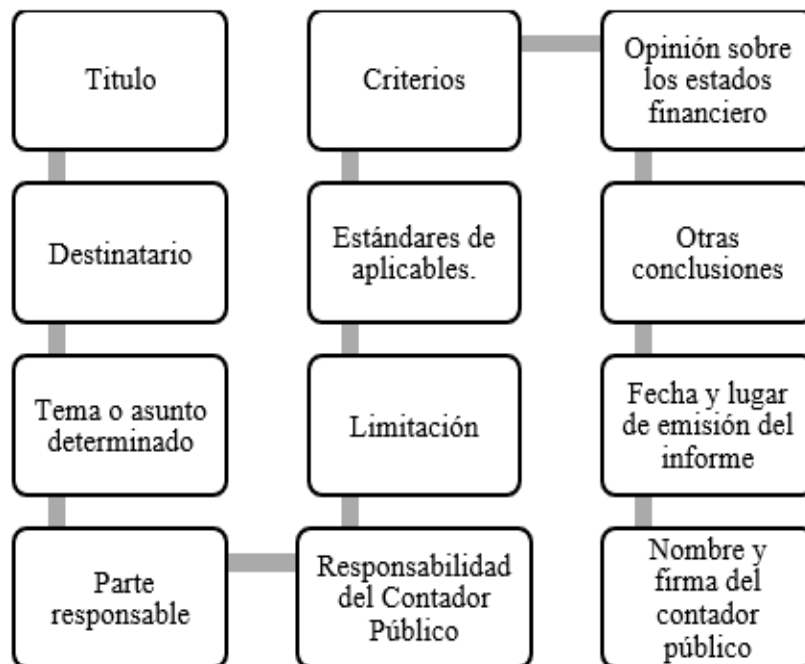 Titulo
Destinatario
Tema o asunto
determinado
Parte
responsable
Responsabilidad
del Contador
Público
Limitación
Estándares de
aplicables.
Criterios
Opinión sobre
los estados
financiero
Otras
conclusiones
Fecha y lugar
de emisión del
informe
Nombre y
firma del
contador
público